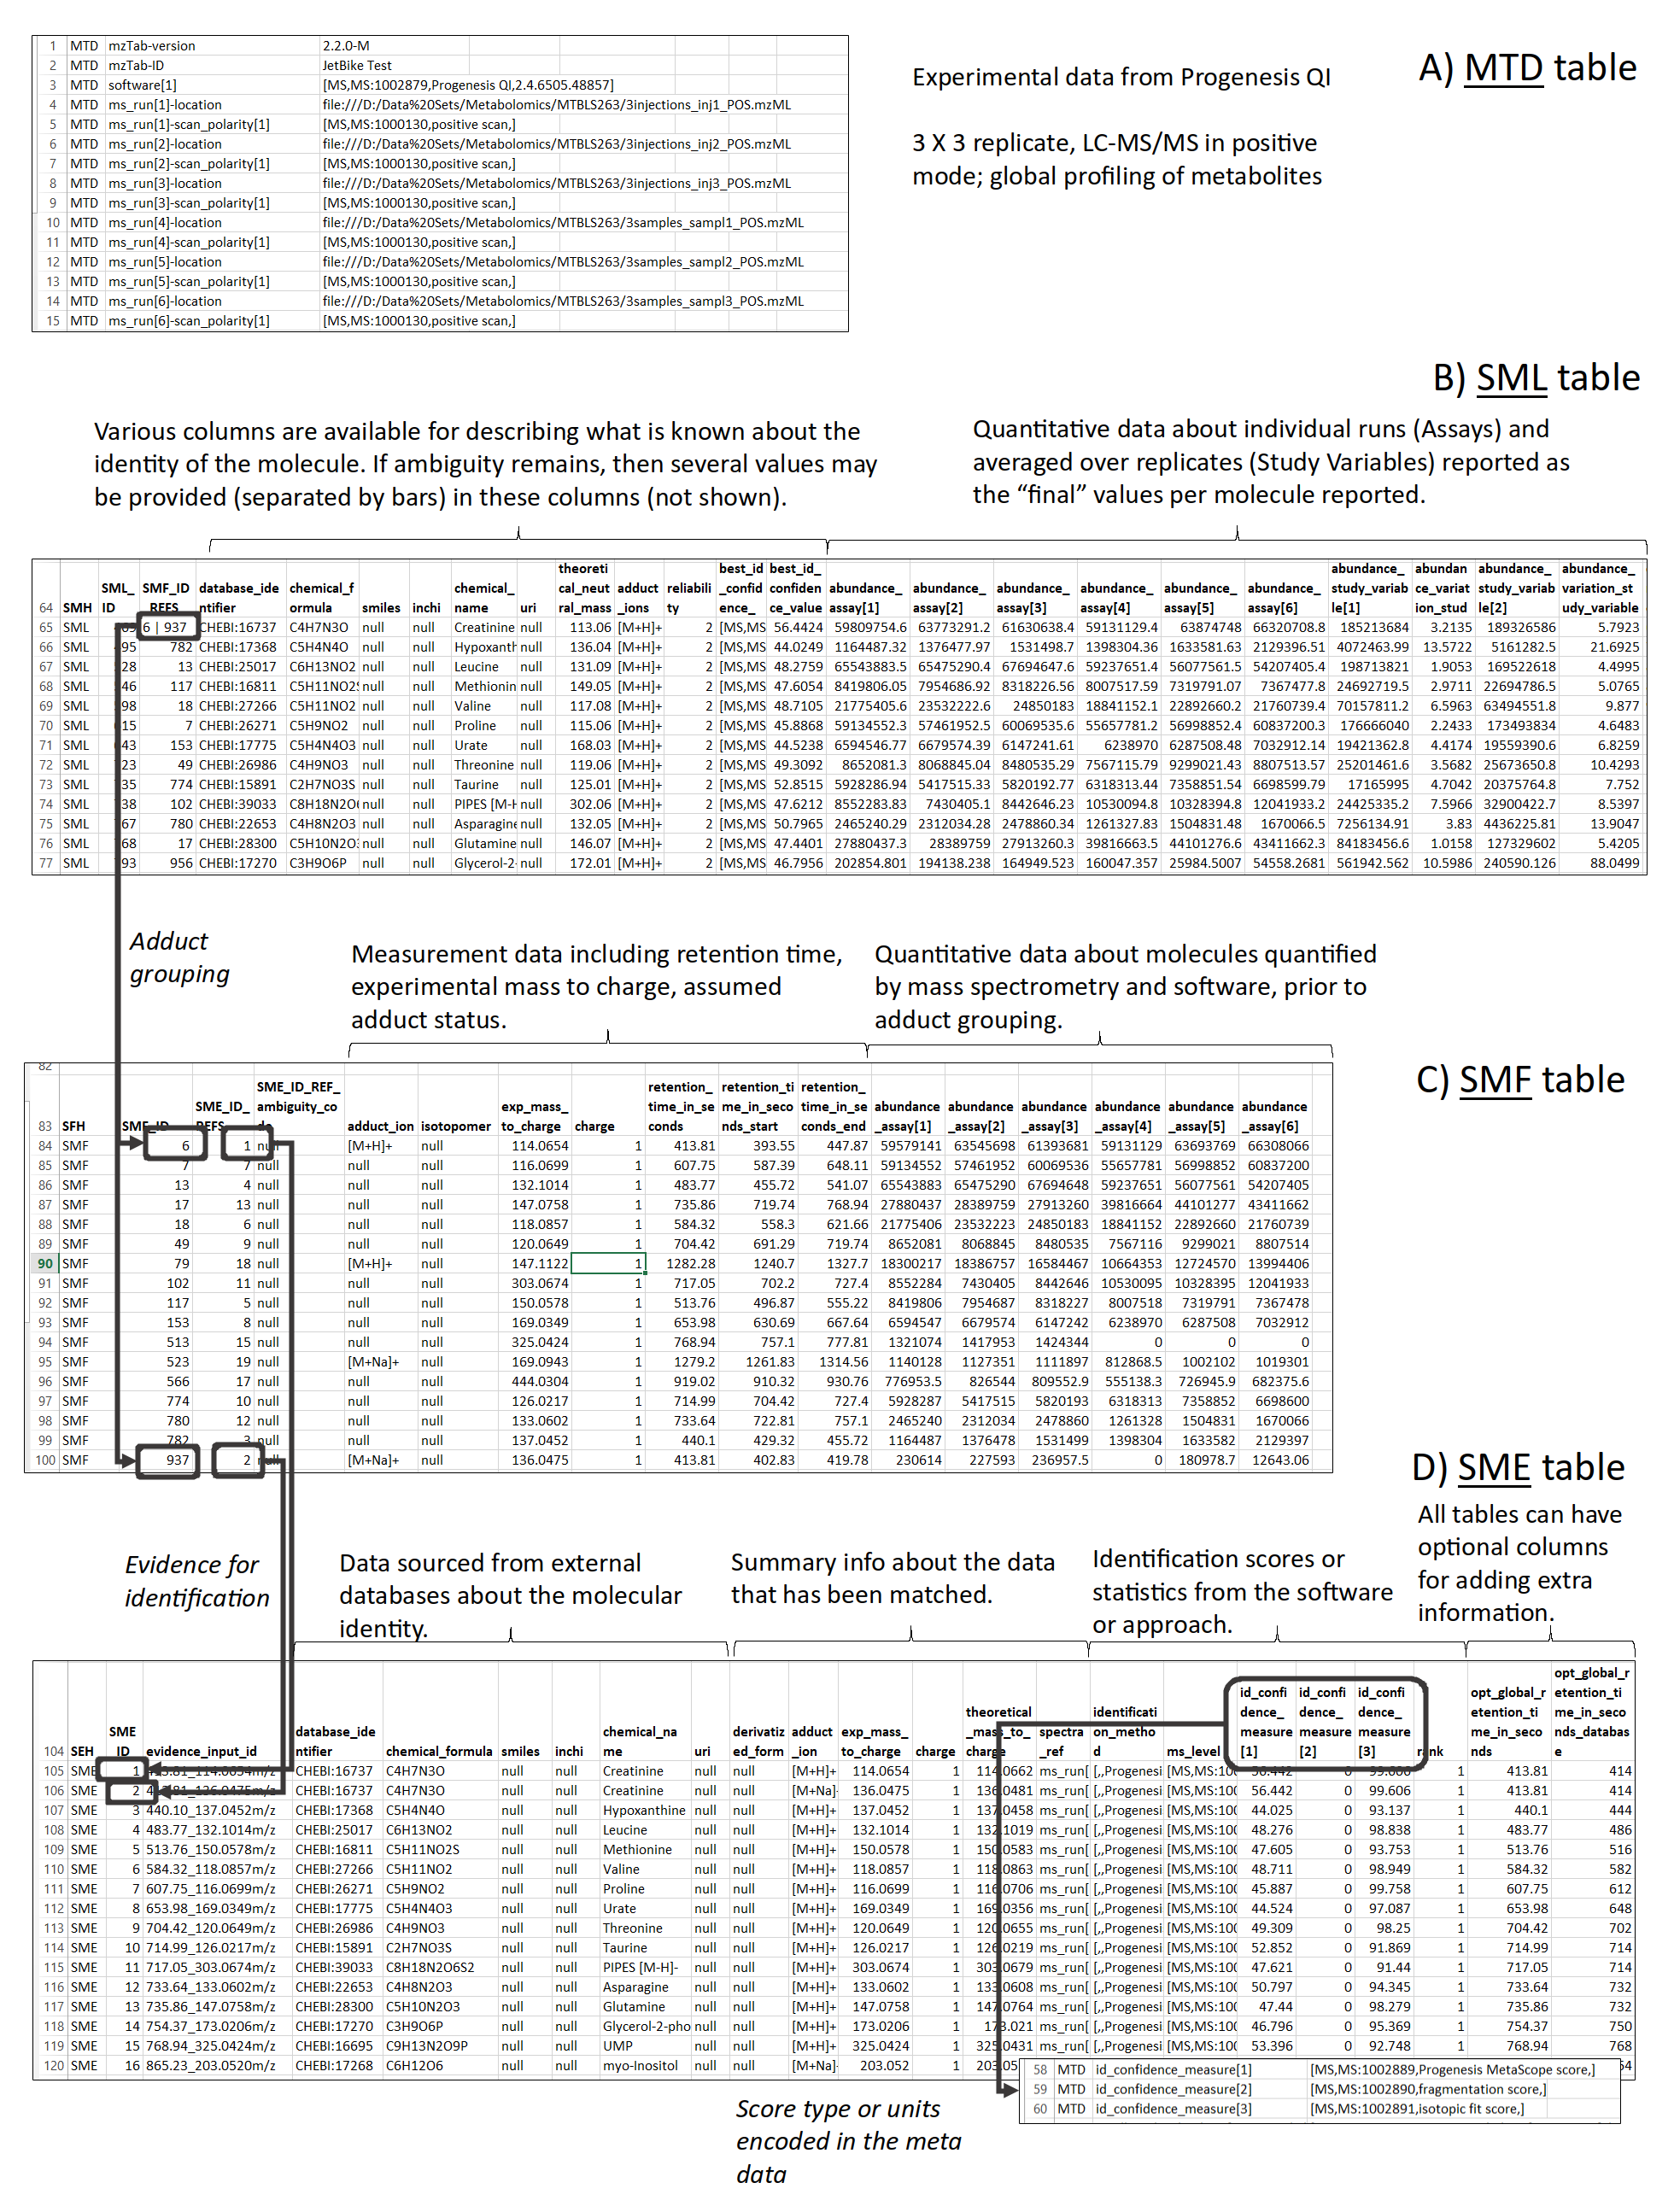 A) MTD table
1 MTD mzTab-version 2.2.0-M
2 MTD mzTab-ID JetBike Test
3 MTD software[1] [MS,MS:1002879,Progenesis QI,2.4.6505.48857]
4 MTD ms_run[1]-location file:///D:/Data%20Sets/Metabolomics/MTBLS263/3injections_inj1_POS.mzML
5 MTD ms_run[1]-scan_polarity[1] [MS,MS:1000130,positive scan,]
6 MTD ms_run[2]-location file:///D:/Data%20Sets/Metabolomics/MTBLS263/3injections_inj2_POS.mzML
7 MTD ms_run[2]-scan_polarity[1] [MS,MS:1000130,positive scan,]
8 MTD ms_run[3]-location file:///D:/Data%20Sets/Metabolomics/MTBLS263/3injections_inj3_POS.mzML
9 MTD ms_run[3]-scan_polarity[1] [MS,MS:1000130,positive scan,]
10 MTD ms_run[4]-location file:///D:/Data%20Sets/Metabolomics/MTBLS263/3samples_sampl1_POS.mzML
11 MTD ms_run[4]-scan_polarity[1] [MS,MS:1000130,positive scan,]
12 MTD ms_run[5]-location file:///D:/Data%20Sets/Metabolomics/MTBLS263/3samples_sampl2_POS.mzML
13 MTD ms_run[5]-scan_polarity[1] [MS,MS:1000130,positive scan,]
14 MTD ms_run[6]-location file:///D:/Data%20Sets/Metabolomics/MTBLS263/3samples_sampl3_POS.mzML
15 MTD ms_run[6]-scan_polarity[1] [MS,MS:1000130,positive scan,]
Experimental data from Progenesis QI
3 X 3 replicate, LC-MS/MS in positive
mode; global profiling of metabolites
B) SML table
Various columns are available for describing what is known about the
identity of the molecule. If ambiguity remains, then several values may
be provided (separated by bars) in these columns (not shown).
Quantitative data about individual runs (Assays) and
averaged over replicates (Study Variables) reported as
the “final” values per molecule reported.
64 SMH SML_ID SMF_ID_REFS database_identifier chemical_formula smiles inchi chemical_name uri theoretical_neutral_mass adduct_ions reliability best_id_confidence_ best_id_confidence_value abundance_assay[1] abundance_assay[2] abundance_assay[3] abundance_assay[4] abundance_assay[5] abundance_assay[6] abundance_study_variable[1] abundance_variation_stud abundance_study_variable[2] abundance_variation_study_variable
65 SML 6 | 937 CHEBI:16737 C4H7N3O null null Creatinine null 113.06 [M+H]+ 2 [MS,MS 56.4424 59809754.6 63773291.2 61630638.4 59131129.4 63874748 66320708.8 185213684 3.2135 189326586 5.7923
66 SML 95 782 CHEBI:17368 C5H4N4O null null Hypoxanth null 136.04 [M+H]+ 2 [MS,MS 44.0249 1164487.32 1376477.97 1531498.7 1398304.36 1633581.63 2129396.51 4072463.99 13.5722 5161282.5 21.6925
67 SML 28 13 CHEBI:25017 C6H13NO2 null null Leucine null 131.09 [M+H]+ 2 [MS,MS 48.2759 65543883.5 65475290.4 67694647.6 59237651.4 56077561.5 54207405.4 198713821 1.9053 169522618 4.4995
68 SML 46 117 CHEBI:16811 C5H11NO2S null null Methionin null 149.05 [M+H]+ 2 [MS,MS 47.6054 8419806.05 7954686.92 8318226.56 8007517.59 7319791.07 7367477.8 24692719.5 2.9711 22694786.5 5.0765
69 SML 98 18 CHEBI:27266 C5H11NO2 null null Valine null 117.08 [M+H]+ 2 [MS,MS 48.7105 21775405.6 23532222.6 24850183 18841152.1 22892660.2 21760739.4 70157811.2 6.5963 63494551.8 9.877
70 SML 15 7 CHEBI:26271 C5H9NO2 null null Proline null 115.06 [M+H]+ 2 [MS,MS 45.8868 59134552.3 57461952.5 60069535.6 55657781.2 56998852.4 60837200.3 176666040 2.2433 173493834 4.6483
71 SML 43 153 CHEBI:17775 C5H4N4O3 null null Urate null 168.03 [M+H]+ 2 [MS,MS 44.5238 6594546.77 6679574.39 6147241.61 6238970 6287508.48 7032912.14 19421362.8 4.4174 19559390.6 6.8259
72 SML 23 49 CHEBI:26986 C4H9NO3 null null Threonine null 119.06 [M+H]+ 2 [MS,MS 49.3092 8652081.3 8068845.04 8480535.29 7567115.79 9299021.43 8807513.57 25201461.6 3.5682 25673650.8 10.4293
73 SML 35 774 CHEBI:15891 C2H7NO3S null null Taurine null 125.01 [M+H]+ 2 [MS,MS 52.8515 5928286.94 5417515.33 5820192.77 6318313.44 7358851.54 6698599.79 17165995 4.7042 20375764.8 7.752
74 SML 38 102 CHEBI:39033 C8H18N2O6 null null PIPES [M-H null 302.06 [M+H]+ 2 [MS,MS 47.6212 8552283.83 7430405.1 8442646.23 10530094.8 10328394.8 12041933.2 24425335.2 7.5966 32900422.7 8.5397
75 SML 67 780 CHEBI:22653 C4H8N2O3 null null Asparagine null 132.05 [M+H]+ 2 [MS,MS 50.7965 2465240.29 2312034.28 2478860.34 1261327.83 1504831.48 1670066.5 7256134.91 3.83 4436225.81 13.9047
76 SML 68 17 CHEBI:28300 C5H10N2O3 null null Glutamine null 146.07 [M+H]+ 2 [MS,MS 47.4401 27880437.3 28389759 27913260.3 39816663.5 44101276.6 43411662.3 84183456.6 1.0158 127329602 5.4205
77 SML 93 956 CHEBI:17270 C3H9O6P null null Glycerol-2- null 172.01 [M+H]+ 2 [MS,MS 46.7956 202854.801 194138.238 164949.523 160047.357 25984.5007 54558.2681 561942.562 10.5986 240590.126 88.0499
Adduct
grouping
Measurement data including retention time,
experimental mass to charge, assumed
adduct status.
Quantitative data about molecules quantified
by mass spectrometry and software, prior to
adduct grouping.
C) SMF table
82
83 SFH SME_ID SME_ID_REFS SME_ID_REF_ambiguity_code adduct_ion isotopomer exp_mass_to_charge charge retention_time_in_seconds retention_time_in_seconds_start retention_time_in_seconds_end abundance_assay[1] abundance_assay[2] abundance_assay[3] abundance_assay[4] abundance_assay[5] abundance_assay[6]
84 SMF 6 1 null [M+H]+ null 114.0654 1 413.81 393.55 447.87 59579141 63545698 61393681 59131129 63693769 66308066
85 SMF 7 7 null null null 116.0699 1 607.75 587.39 648.11 59134552 57461952 60069536 55657781 56998852 60837200
86 SMF 13 4 null null null 132.1014 1 483.77 455.72 541.07 65543883 65475290 67694648 59237651 56077561 54207405
87 SMF 17 13 null null null 147.0758 1 735.86 719.74 768.94 27880437 28389759 27913260 39816664 44101277 43411662
88 SMF 18 6 null null null 118.0857 1 584.32 558.3 621.66 21775406 23532223 24850183 18841152 22892660 21760739
89 SMF 49 9 null null null 120.0649 1 704.42 691.29 719.74 8652081 8068845 8480535 7567116 9299021 8807514
90 SMF 79 18 null [M+H]+ null 147.1122 1 1282.28 1240.7 1327.7 18300217 18386757 16584467 10664353 12724570 13994406
91 SMF 102 11 null null null 303.0674 1 717.05 702.2 727.4 8552284 7430405 8442646 10530095 10328395 12041933
92 SMF 117 5 null null null 150.0578 1 513.76 496.87 555.22 8419806 7954687 8318227 8007518 7319791 7367478
93 SMF 153 8 null null null 169.0349 1 653.98 630.69 667.64 6594547 6679574 6147242 6238970 6287508 7032912
94 SMF 513 15 null null null 325.0424 1 768.94 757.1 777.81 1321074 1417953 1424344 0 0 0
95 SMF 523 19 null [M+Na]+ null 169.0943 1 1279.2 1261.83 1314.56 1140128 1127351 1111897 812868.5 1002102 1019301
96 SMF 566 17 null null null 444.0304 1 919.02 910.32 930.76 776953.5 826544 809552.9 555138.3 726945.9 682375.6
97 SMF 774 10 null null null 126.0217 1 714.99 704.42 727.4 5928287 5417515 5820193 6318313 7358852 6698600
98 SMF 780 12 null null null 133.0602 1 733.64 722.81 757.1 2465240 2312034 2478860 1261328 1504831 1670066
99 SMF 782 3 null null null 137.0452 1 440.1 429.32 455.72 1164487 1376478 1531499 1398304 1633582 2129397
100 SMF 937 2 null [M+Na]+ null 136.0475 1 413.81 402.83 419.78 230614 227593 236957.5 0 180978.7 12643.06
D) SME table
All tables can have
optional columns
for adding extra
information.
Evidence for
identification
Data sourced from external
databases about the molecular
identity.
Summary info about the data
that has been matched.
Identification scores or
statistics from the software
or approach.
104 SEH SME ID evidence_input_id database_identifier chemical_formula smiles inchi chemical_name uri derivatized_form adduct_ion exp_mass_to_charge charge theoretical_mass_to_charge spectra_ref identification_method ms_level id_confidence_measure[1] id_confidence_measure[2] id_confidence_measure[3] rank opt_global_retention_time_in_seconds opt_global_retention_time_in_seconds_database
105 SME 1 413.81_114.0654m/z CHEBI:16737 C4H7N3O null null Creatinine null null [M+H]+ 114.0654 1 114.0662 ms_run[ [,,Progenesi [MS,MS:100 56.442 0 99.606 1 413.81 414
106 SME 2 413.81_136.0475m/z CHEBI:16737 C4H7N3O null null Creatinine null null [M+Na] 136.0475 1 136.0481 ms_run[ [,,Progenesi [MS,MS:100 56.442 0 99.606 1 413.81 414
107 SME 3 440.10_137.0452m/z CHEBI:17368 C5H4N4O null null Hypoxanthine null null [M+H]+ 137.0452 1 137.0458 ms_run[ [,,Progenesi [MS,MS:100 44.025 0 93.137 1 440.1 444
108 SME 4 483.77_132.1014m/z CHEBI:25017 C6H13NO2 null null Leucine null null [M+H]+ 132.1014 1 132.1019 ms_run[ [,,Progenesi [MS,MS:100 48.276 0 98.838 1 483.77 486
109 SME 5 513.76_150.0578m/z CHEBI:16811 C5H11NO2S null null Methionine null null [M+H]+ 150.0578 1 150.0583 ms_run[ [,,Progenesi [MS,MS:100 47.605 0 93.753 1 513.76 516
110 SME 6 584.32_118.0857m/z CHEBI:27266 C5H11NO2 null null Valine null null [M+H]+ 118.0857 1 118.0863 ms_run[ [,,Progenesi [MS,MS:100 48.711 0 98.949 1 584.32 582
111 SME 7 607.75_116.0699m/z CHEBI:26271 C5H9NO2 null null Proline null null [M+H]+ 116.0699 1 116.0706 ms_run[ [,,Progenesi [MS,MS:100 45.887 0 99.758 1 607.75 612
112 SME 8 653.98_169.0349m/z CHEBI:17775 C5H4N4O3 null null Urate null null [M+H]+ 169.0349 1 169.0356 ms_run[ [,,Progenesi [MS,MS:100 44.524 0 97.087 1 653.98 648
113 SME 9 704.42_120.0649m/z CHEBI:26986 C4H9NO3 null null Threonine null null [M+H]+ 120.0649 1 120.0655 ms_run[ [,,Progenesi [MS,MS:100 49.309 0 98.25 1 704.42 702
114 SME 10 714.99_126.0217m/z CHEBI:15891 C2H7NO3S null null Taurine null null [M+H]+ 126.0217 1 126.0219 ms_run[ [,,Progenesi [MS,MS:100 52.852 0 91.869 1 714.99 714
115 SME 11 717.05_303.0674m/z CHEBI:39033 C8H18N2O6S2 null null PIPES [M-H]- null null [M+H]+ 303.0674 1 303.0679 ms_run[ [,,Progenesi [MS,MS:100 47.621 0 91.44 1 717.05 714
116 SME 12 733.64_133.0602m/z CHEBI:22653 C4H8N2O3 null null Asparagine null null [M+H]+ 133.0602 1 133.0608 ms_run[ [,,Progenesi [MS,MS:100 50.797 0 94.345 1 733.64 732
117 SME 13 735.86_147.0758m/z CHEBI:28300 C5H10N2O3 null null Glutamine null null [M+H]+ 147.0758 1 147.0764 ms_run[ [,,Progenesi [MS,MS:100 47.44 0 98.279 1 735.86 732
118 SME 14 754.37_173.0206m/z CHEBI:17270 C3H9O6P null null Glycerol-2-pho null null [M+H]+ 173.0206 1 173.021 ms_run[ [,,Progenesi [MS,MS:100 46.796 0 95.369 1 754.37 750
119 SME 15 768.94_325.0424m/z CHEBI:16695 C9H13N2O9P null null UMP null null [M+H]+ 325.0424 1 325.0431 ms_run[ [,,Progenesi [MS,MS:100 53.396 0 92.748 1 768.94 768
120 SME 16 865.23_203.0520m/z CHEBI:17268 C6H12O6 null null myo-Inositol null null [M+Na] 203.052 1
58 MTD id_confidence_measure[1] [MS,MS:1002889,Progenesis MetaScope score,]
59 MTD id_confidence_measure[2] [MS,MS:1002890,fragmentation score,]
60 MTD id_confidence_measure[3] [MS,MS:1002891,isotopic fit score,]
Score type or units
encoded in the meta
data